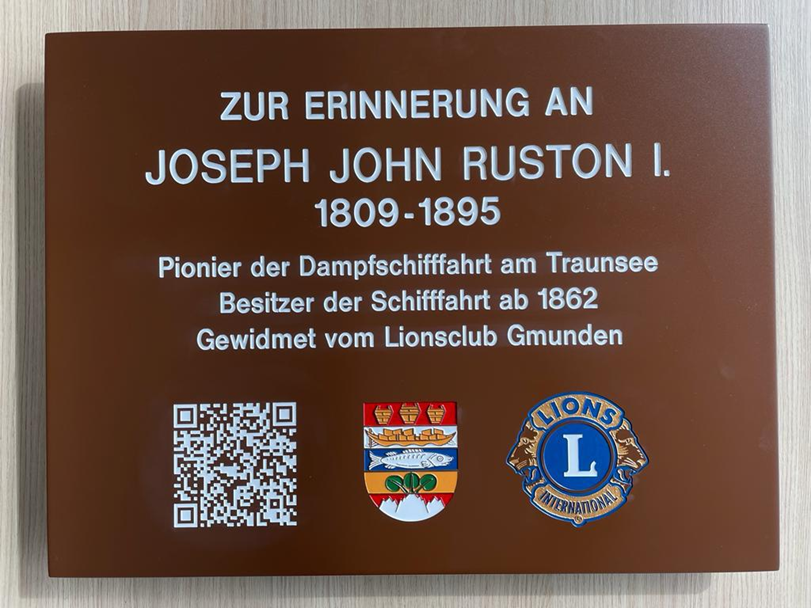 ZUR ERINNERUNG AN
JOSEPH JOHN RUSTON I.
1809-1895
Pionier der Dampfschifffahrt am Traunsee
Besitzer der Schifffahrt ab 1862
Gewidmet vom Lionsclub Gmunden
LIONS
L
INTERNATIONAL